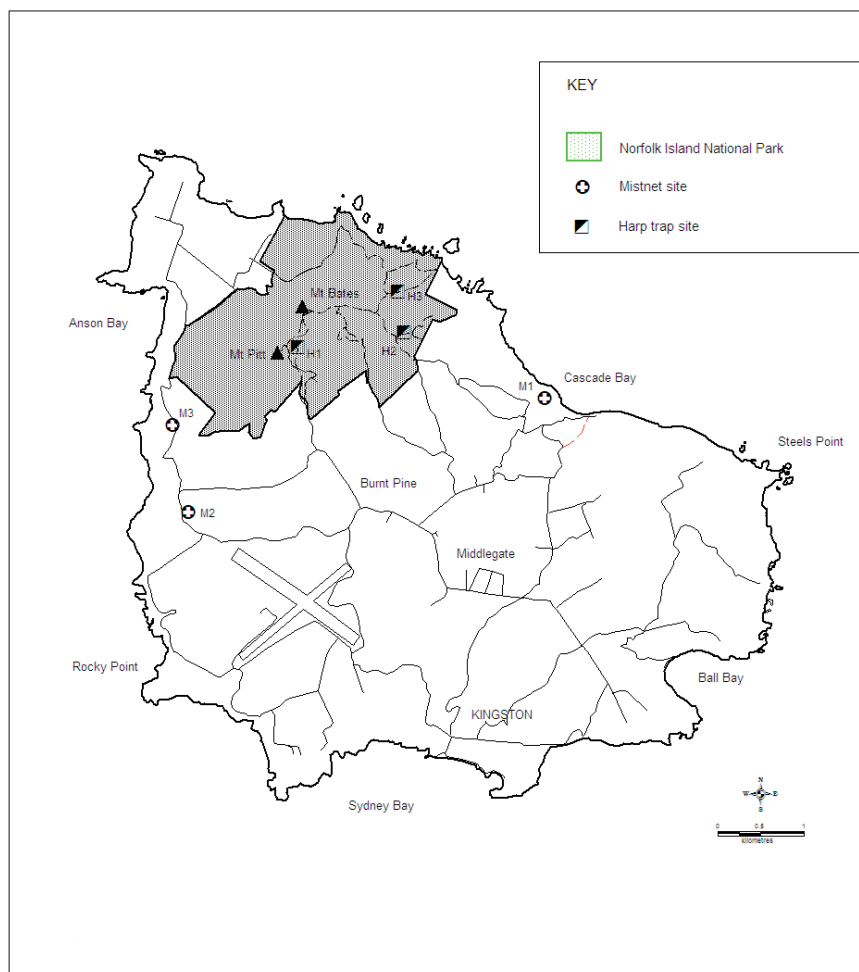 KEY
Norfolk Island National Park
Mistnet site
Harp trap site
Mt Bates
H3
Anson Bay
Mt Pitt
H1
H2
M1
Cascade Bay
M3
Steels Point
Burnt Pine
M2
Middlegate
Rocky Point
Ball Bay
KINGSTON
Sydney Bay
N
W
E
S
0
0.5
1
kilometres